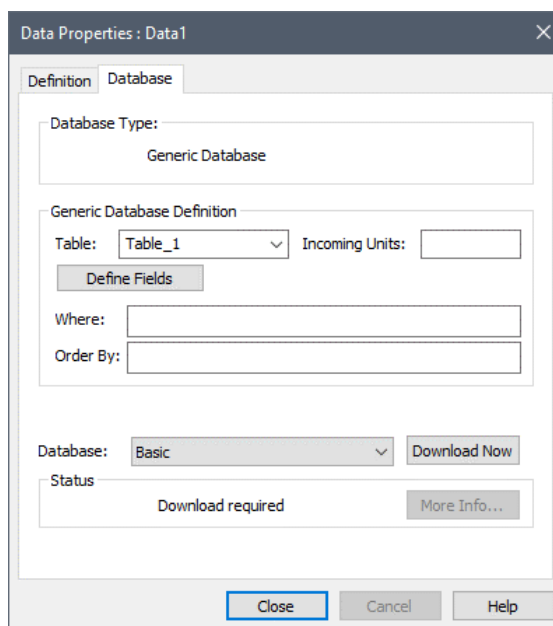 Data Properties : Data1
Definition Database
Database Type:
Generic Database
Generic Database Definition
Table: Table_1 Incoming Units:
Define Fields
Where:
Order By:
Database: Basic Download Now
Status
Download required More Info...
Close Cancel Help